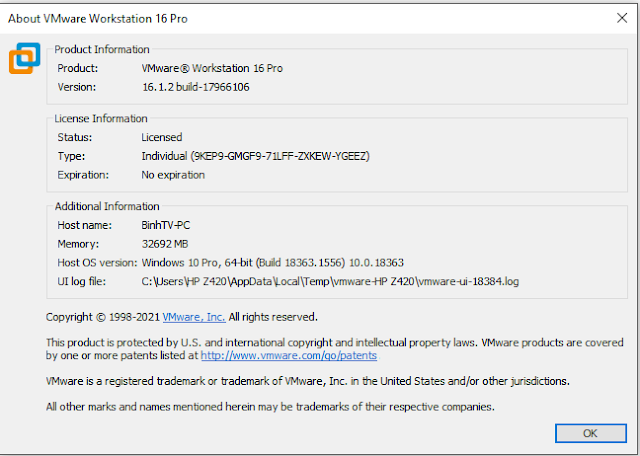 About VMware Workstation 16 Pro
Product Information
Product: VMware® Workstation 16 Pro
Version: 16.1.2 build-17966106
License Information
Status: Licensed
Type: Individual (9KEP9-GMGF9-71LFF-ZXKEW-YGEEZ)
Expiration: No expiration
Additional Information
Host name: BinhTV-PC
Memory: 32692 MB
Host OS version: Windows 10 Pro, 64-bit (Build 18363.1556) 10.0.18363
UI log file: C:\Users\HP Z420\AppData\Local\Temp\vmware-HP Z420\vmware-ui-18384.log
Copyright © 1998-2021 VMware, Inc. All rights reserved.
This product is protected by U.S. and international copyright and intellectual property laws. VMware products are covered
by one or more patents listed at http://www.vmware.com/go/patents
VMware is a registered trademark or trademark of VMware, Inc. in the United States and/or other jurisdictions.
All other marks and names mentioned herein may be trademarks of their respective companies.
OK